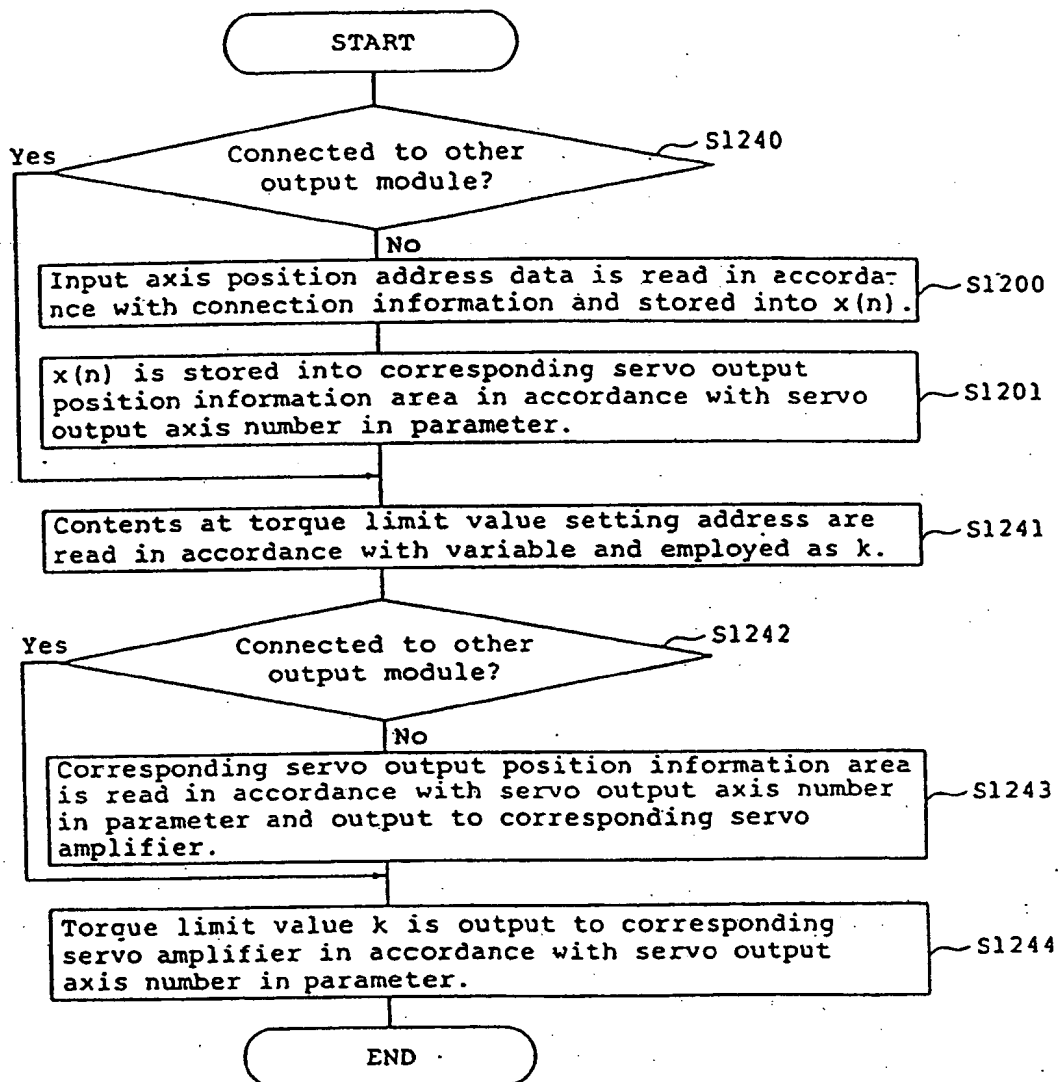 START
Connected to other
output module?
S1240
Yes
No
Input axis position address data is read in accorda-
nce with connection information and stored into x(n).
S1200
x(n) is stored into corresponding servo output
position information area in accordance with servo
output axis number in parameter.
S1201
Contents at torque limit value setting address are
read in accordance with variable and employed as k.
S1241
Connected to other
output module?
S1242
Yes
No
Corresponding servo output position information area
is read in accordance with servo output axis number
in parameter and output to corresponding servo
amplifier.
S1243
Torque limit value k is output to corresponding
servo amplifier in accordance with servo output
axis number in parameter.
S1244
END